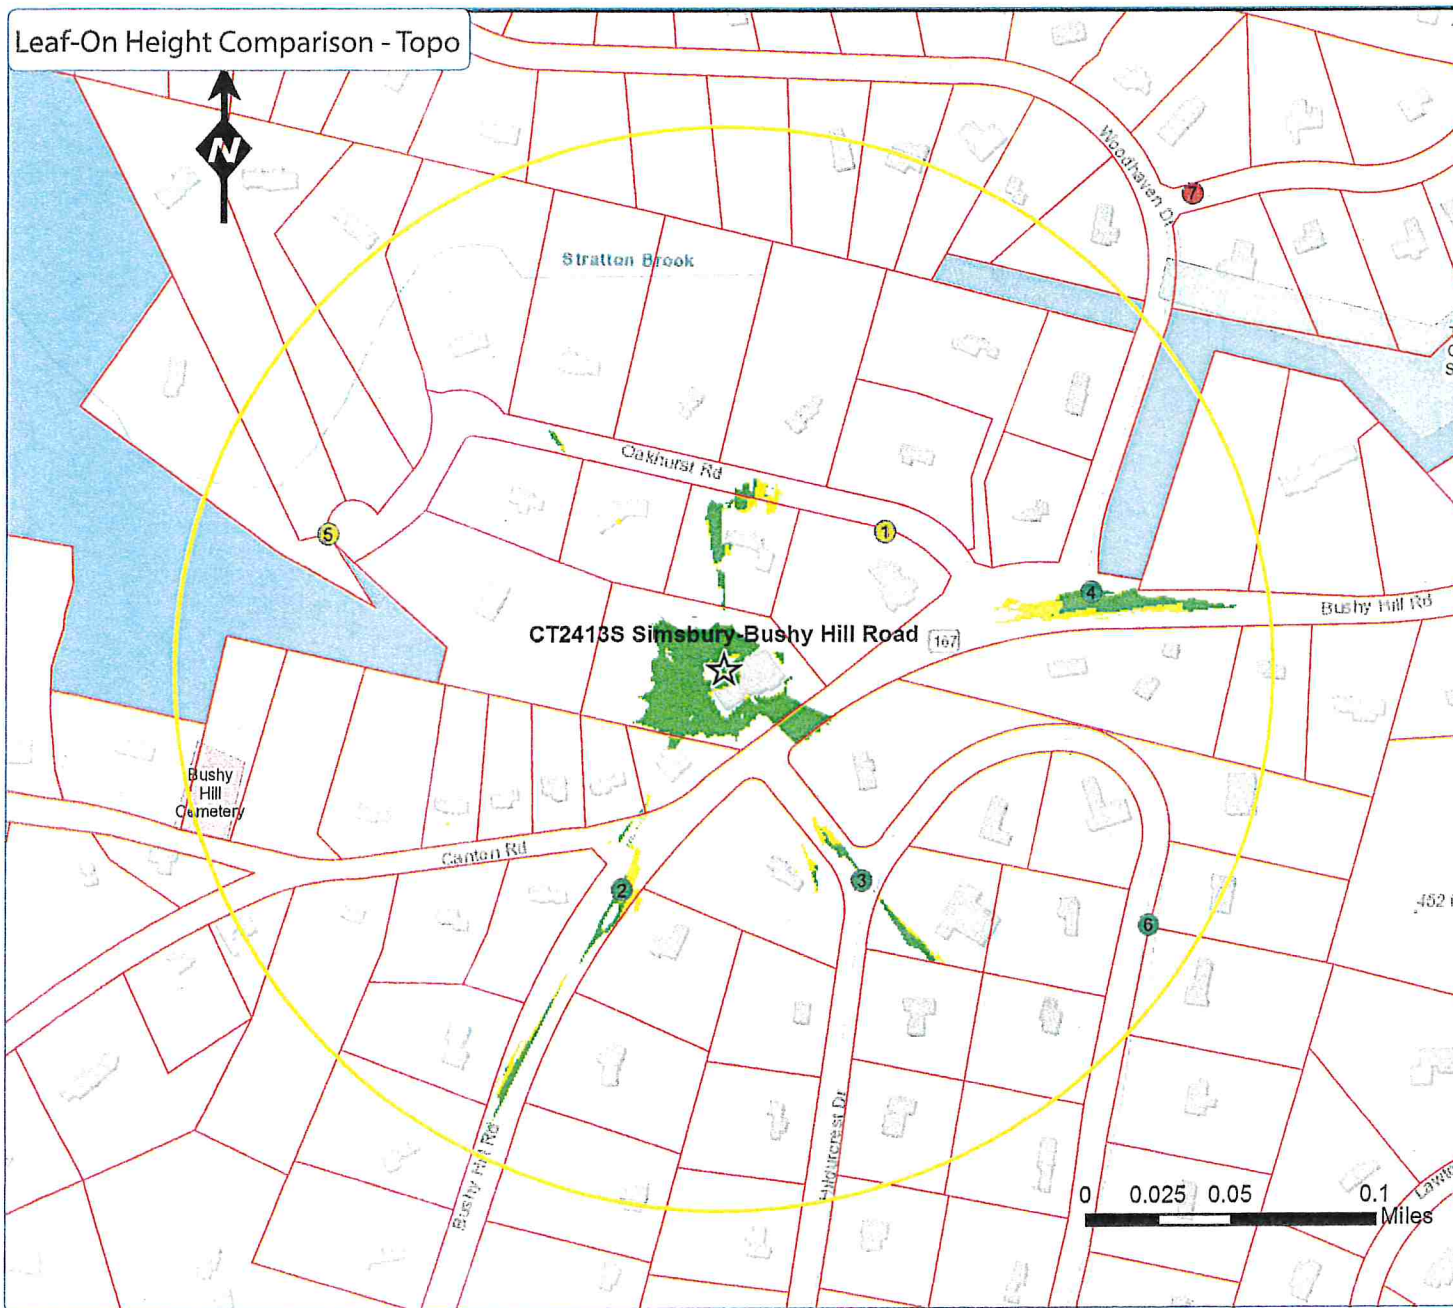 Leaf-On Height Comparison - Topo
N
Woodhaven Dr
7
Stratton Brook
Oakhurst Rd
5
1
4
Bushy Hill Rd
CT2413S Simsbury-Bushy Hill Road
167
Bushy
Hill
Cemetery
Canton Rd
2
3
6
Bushy Hill Rd
Hildurcrest Dr
0 0.025 0.05 0.1
Miles